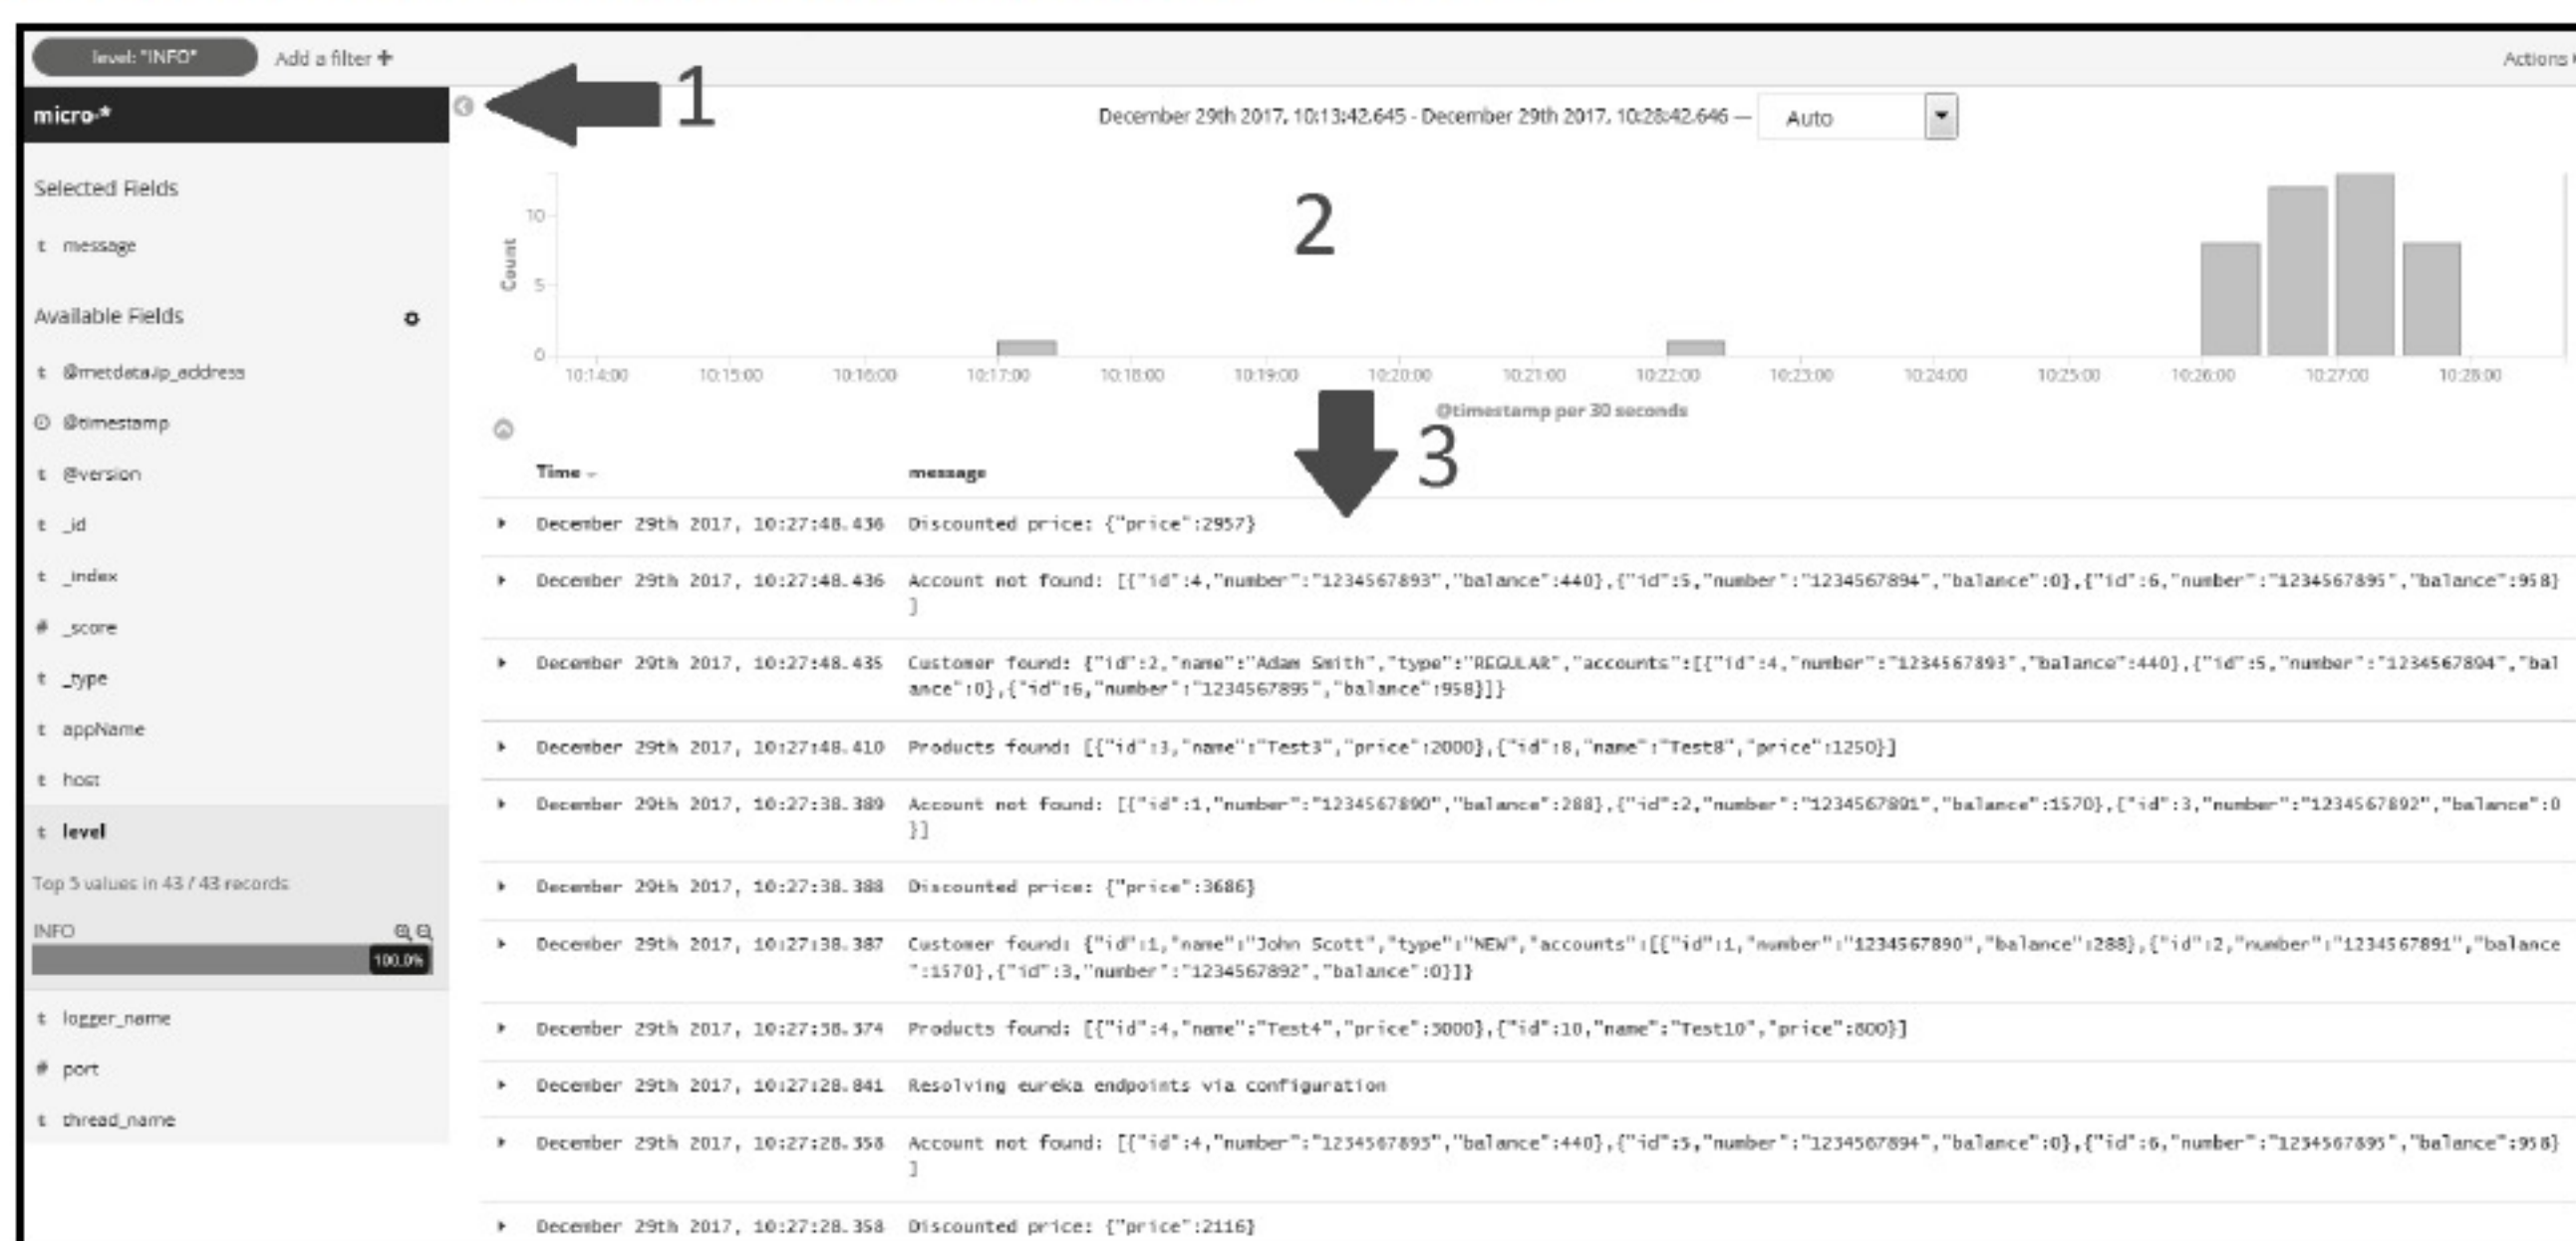 level: "INFO" Add a filter + Actions
micro-*
1
December 29th 2017, 10:13:42.645 - December 29th 2017, 10:28:42.646 — Auto
Selected Fields
t message
Available Fields
t @metdata.ip_address
@timestamp
t @version
t _id
t _index
# _score
t _type
t appName
t host
t level
Top 5 values in 43 / 43 records
INFO
100.0%
t logger_name
# port
t thread_name
2
Count
10
5
0
10:14:00 10:15:00 10:16:00 10:17:00 10:18:00 10:19:00 10:20:00 10:21:00 10:22:00 10:23:00 10:24:00 10:25:00 10:26:00 10:27:00 10:28:00
@timestamp per 30 seconds
3
Time message
December 29th 2017, 10:27:48.436 Discounted price: {"price":2957}
December 29th 2017, 10:27:48.436 Account not found: [{"id":4,"number":"1234567893","balance":440},{"id":5,"number":"1234567894","balance":0},{"id":6,"number":"1234567895","balance":958}
]
December 29th 2017, 10:27:48.435 Customer found: {"id":2,"name":"Adam Smith","type":"REGULAR","accounts":[{"id":4,"number":"1234567893","balance":440},{"id":5,"number":"1234567894","bal
ance":0},{"id":6,"number":"1234567895","balance":958}]}
December 29th 2017, 10:27:48.410 Products found: [{"id":3,"name":"Test3","price":2000},{"id":8,"name":"Test8","price":1250}]
December 29th 2017, 10:27:38.389 Account not found: [{"id":1,"number":"1234567890","balance":288},{"id":2,"number":"1234567891","balance":1570},{"id":3,"number":"1234567892","balance":0
}]
December 29th 2017, 10:27:38.388 Discounted price: {"price":3686}
December 29th 2017, 10:27:38.387 Customer found: {"id":1,"name":"John Scott","type":"NEW","accounts":[{"id":1,"number":"1234567890","balance":288},{"id":2,"number":"1234567891","balance
":1570},{"id":3,"number":"1234567892","balance":0}]}
December 29th 2017, 10:27:38.374 Products found: [{"id":4,"name":"Test4","price":3000},{"id":10,"name":"Test10","price":800}]
December 29th 2017, 10:27:28.841 Resolving eureka endpoints via configuration
December 29th 2017, 10:27:28.358 Account not found: [{"id":4,"number":"1234567893","balance":440},{"id":5,"number":"1234567894","balance":0},{"id":6,"number":"1234567895","balance":958}
]
December 29th 2017, 10:27:28.358 Discounted price: {"price":2116}